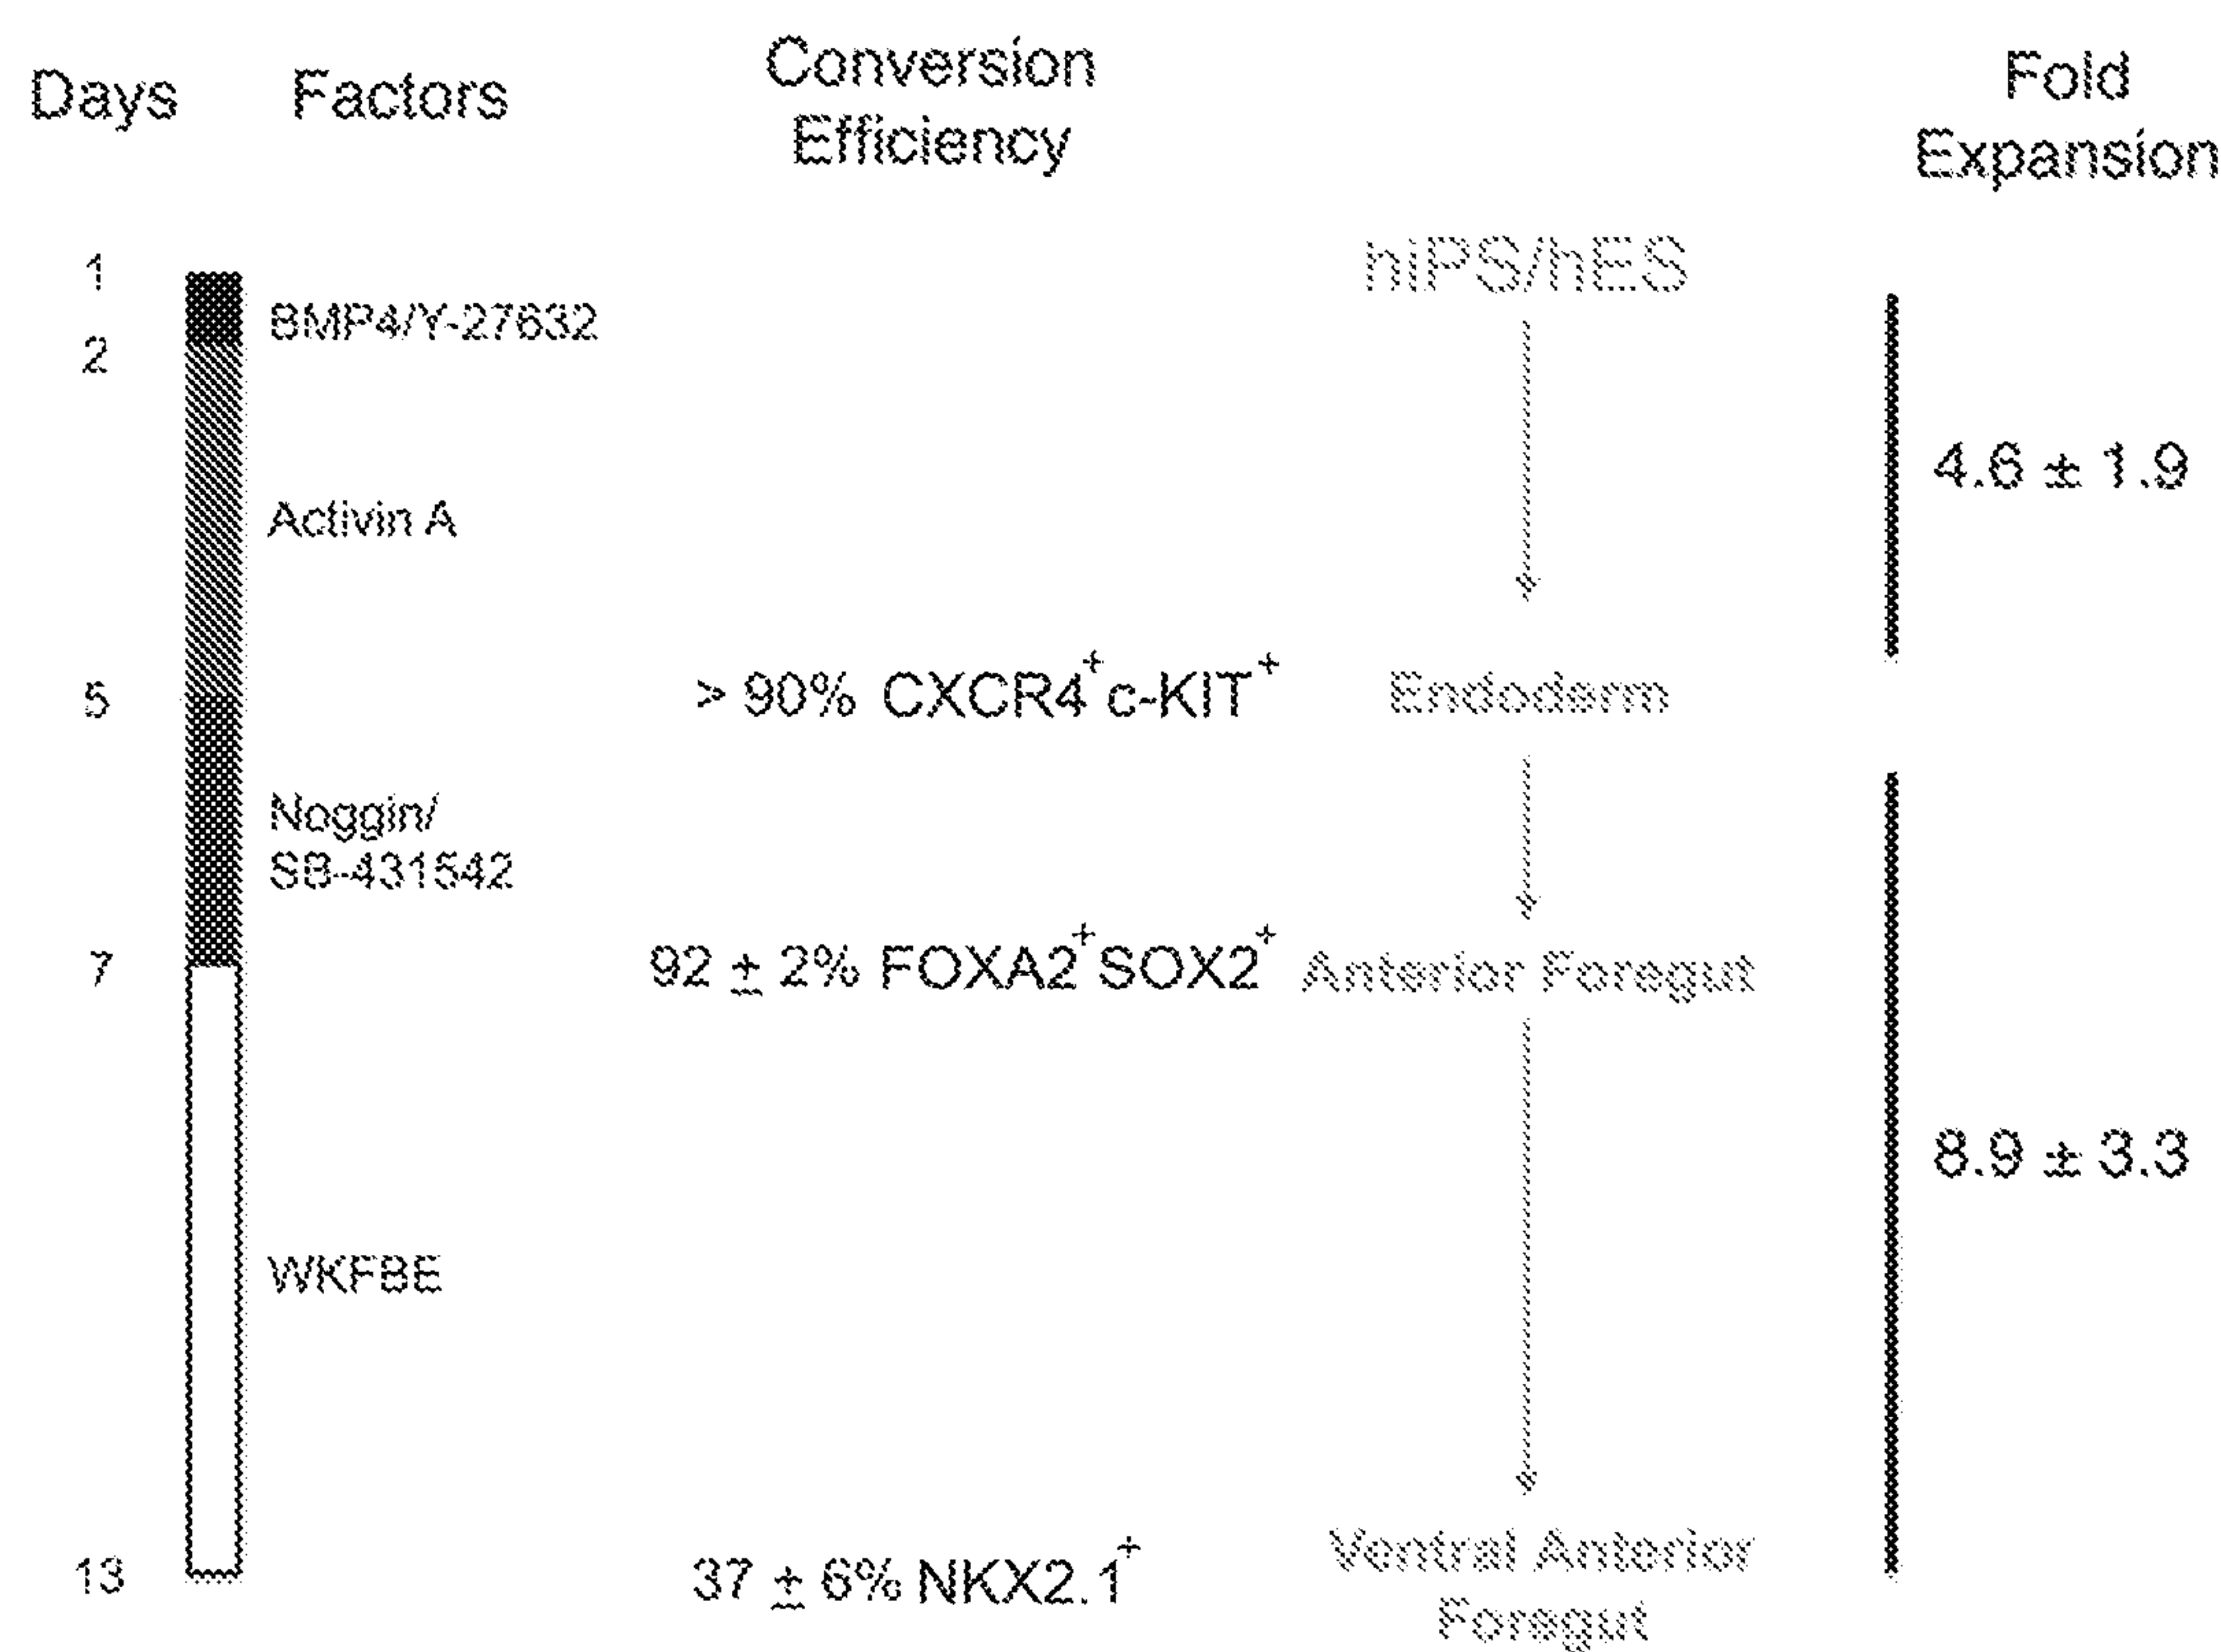 Days
Factors
Conversion
Efficiency
Fold
Expansion
1
hiPS/hES
BMP4/Y-27632
2
4.6 ± 1.9
Activin A
5
> 90% CXCR4⁺c-KIT⁺
Endoderm
Noggin/
SB-431542
7
92 ± 2% FOXA2⁺SOX2⁺
Anterior Foregut
8.9 ± 3.3
WKFBE
13
37 ± 6% NKX2.1⁺
Ventral Anterior
Foregut